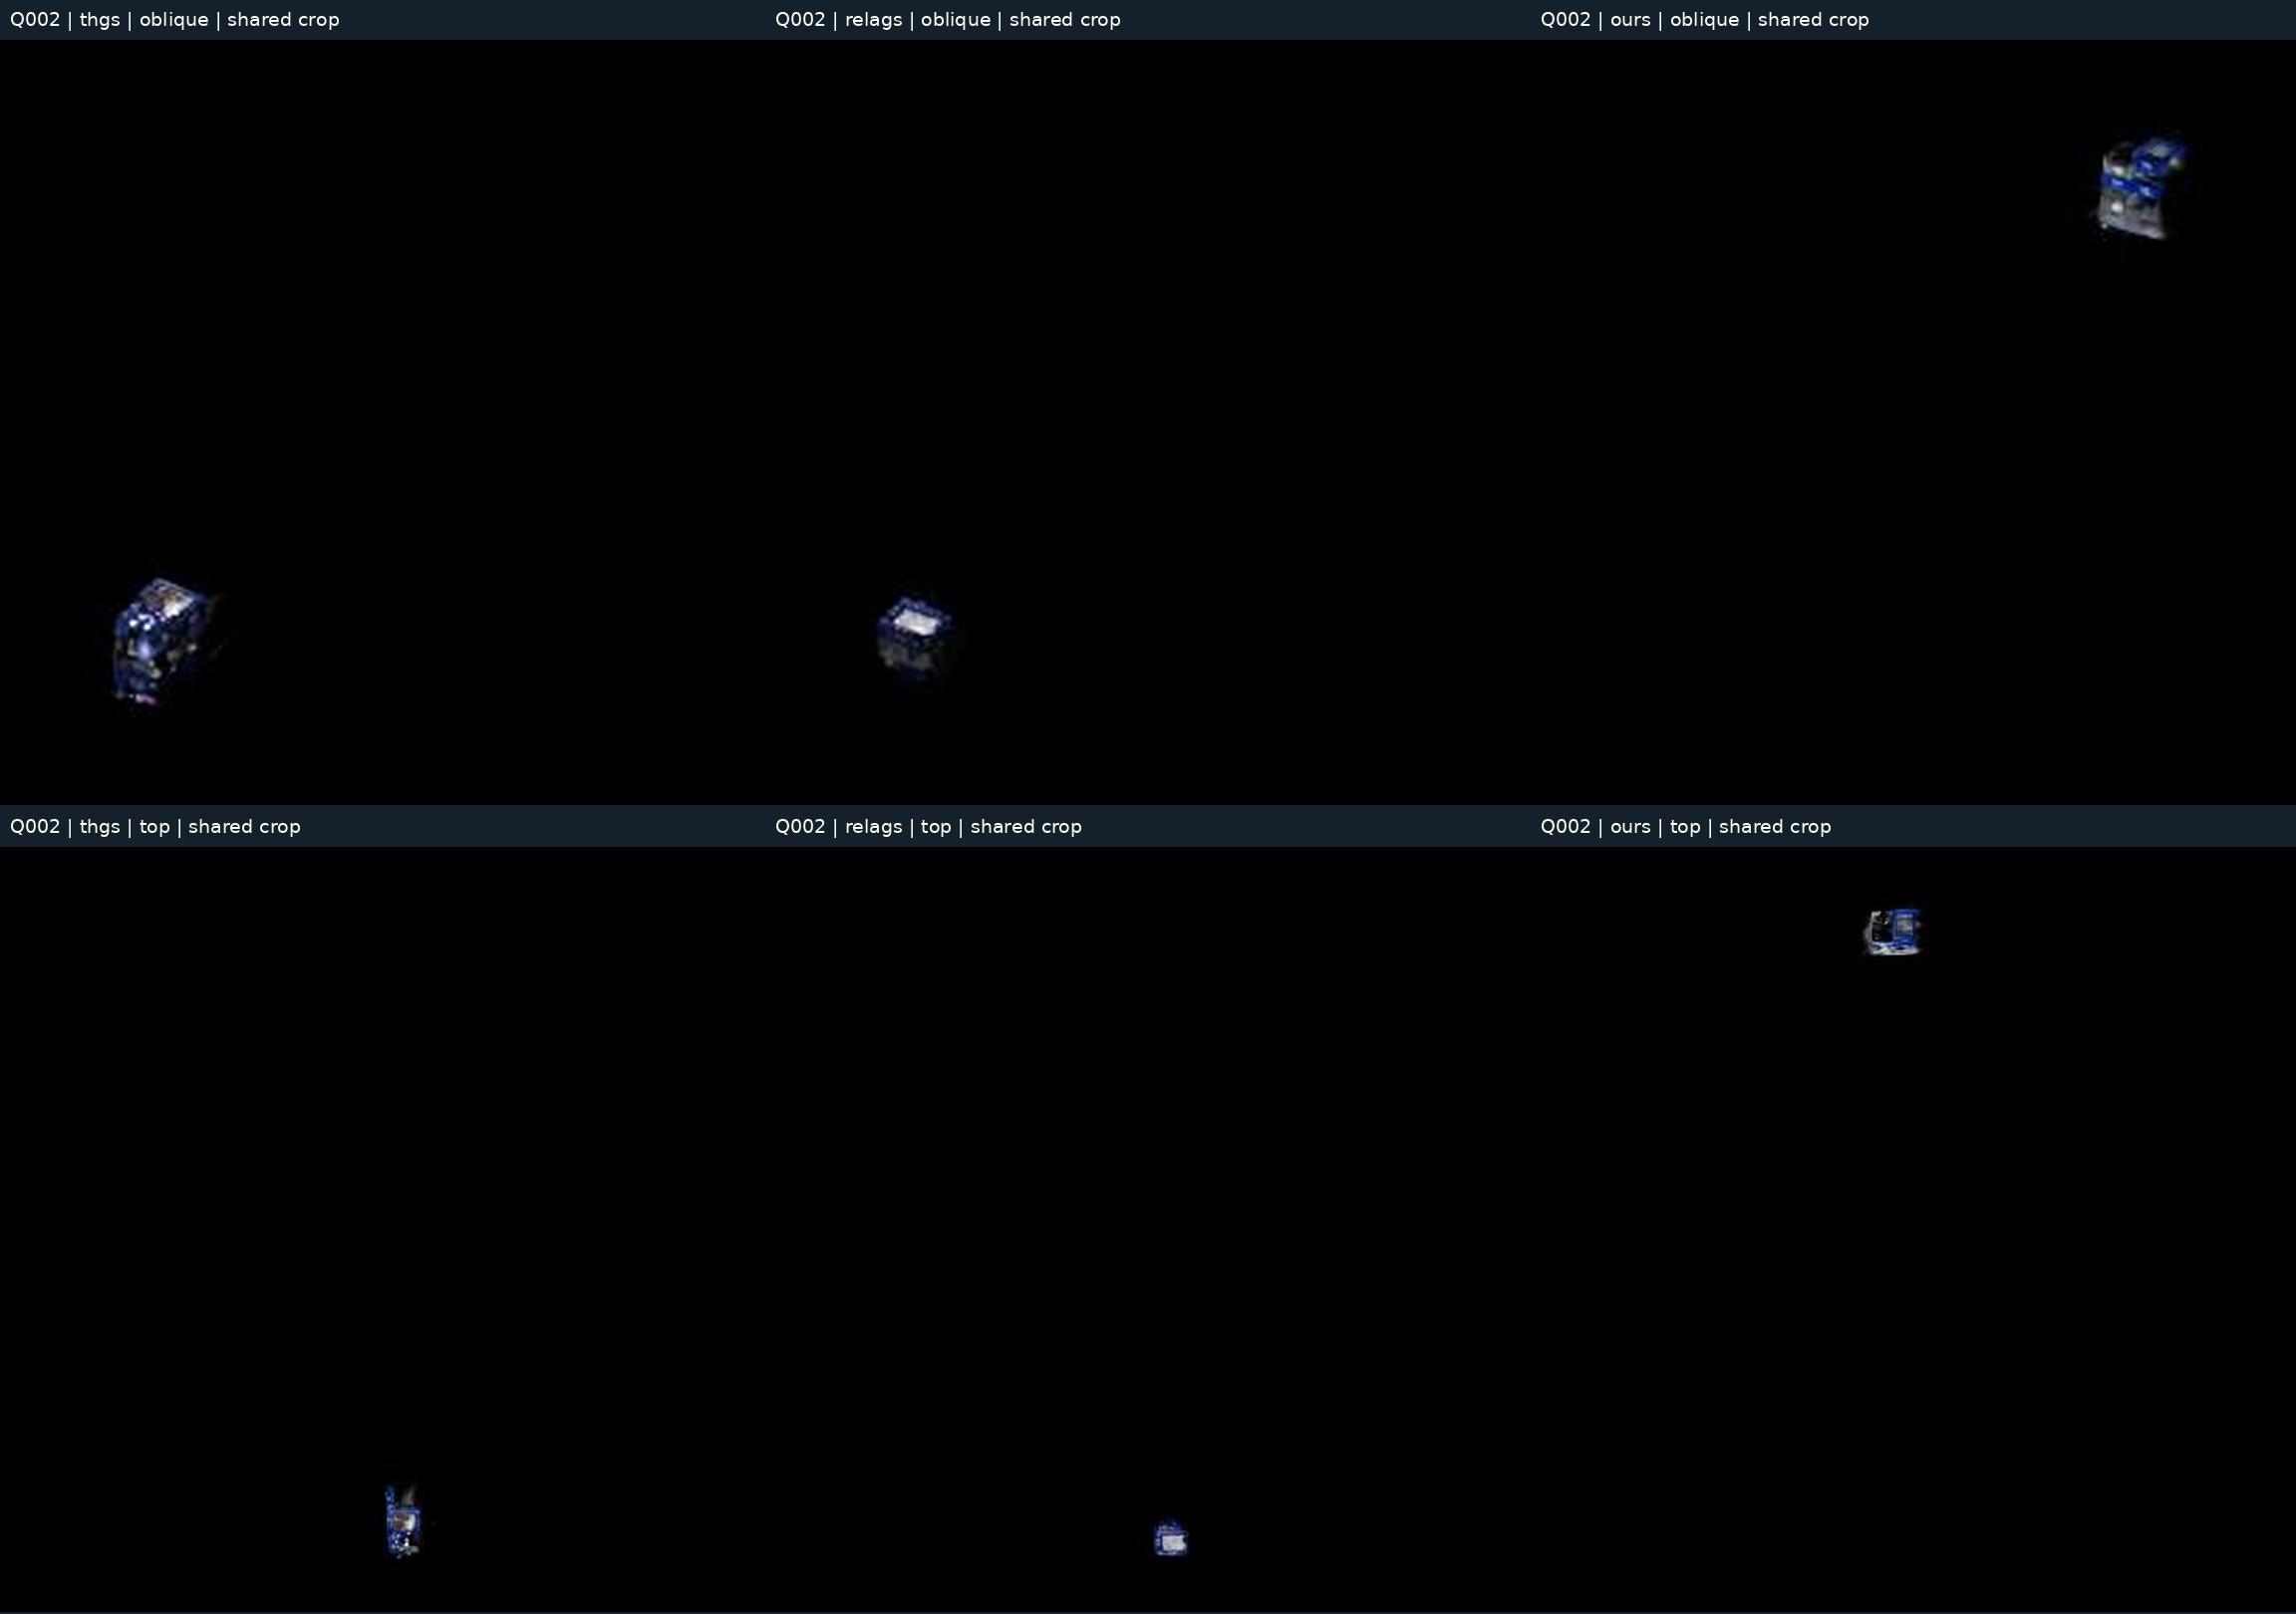 Q002 | thgs | oblique | shared crop
Q002 | relags | oblique | shared crop
Q002 | ours | oblique | shared crop
Q002 | thgs | top | shared crop
Q002 | relags | top | shared crop
Q002 | ours | top | shared crop